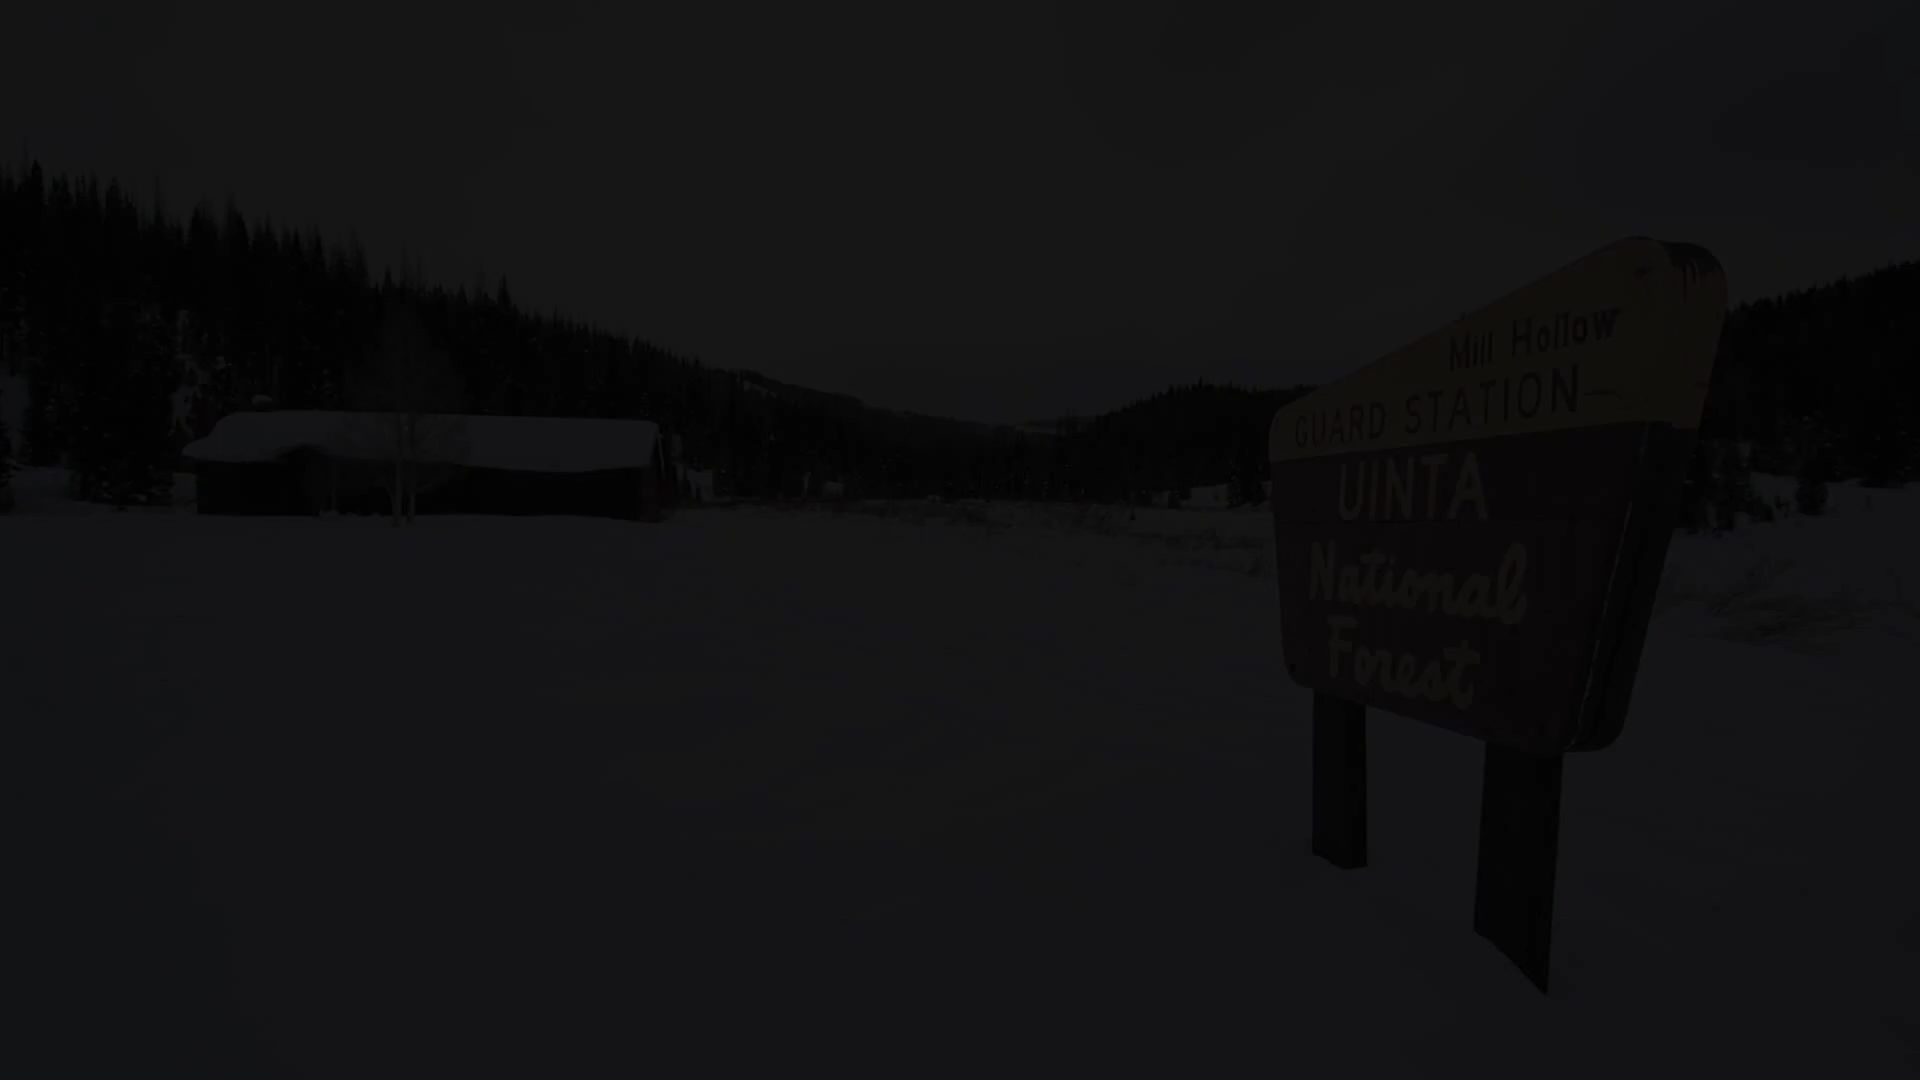 Mill Hollow
GUARD STATION
UINTA
National
Forest